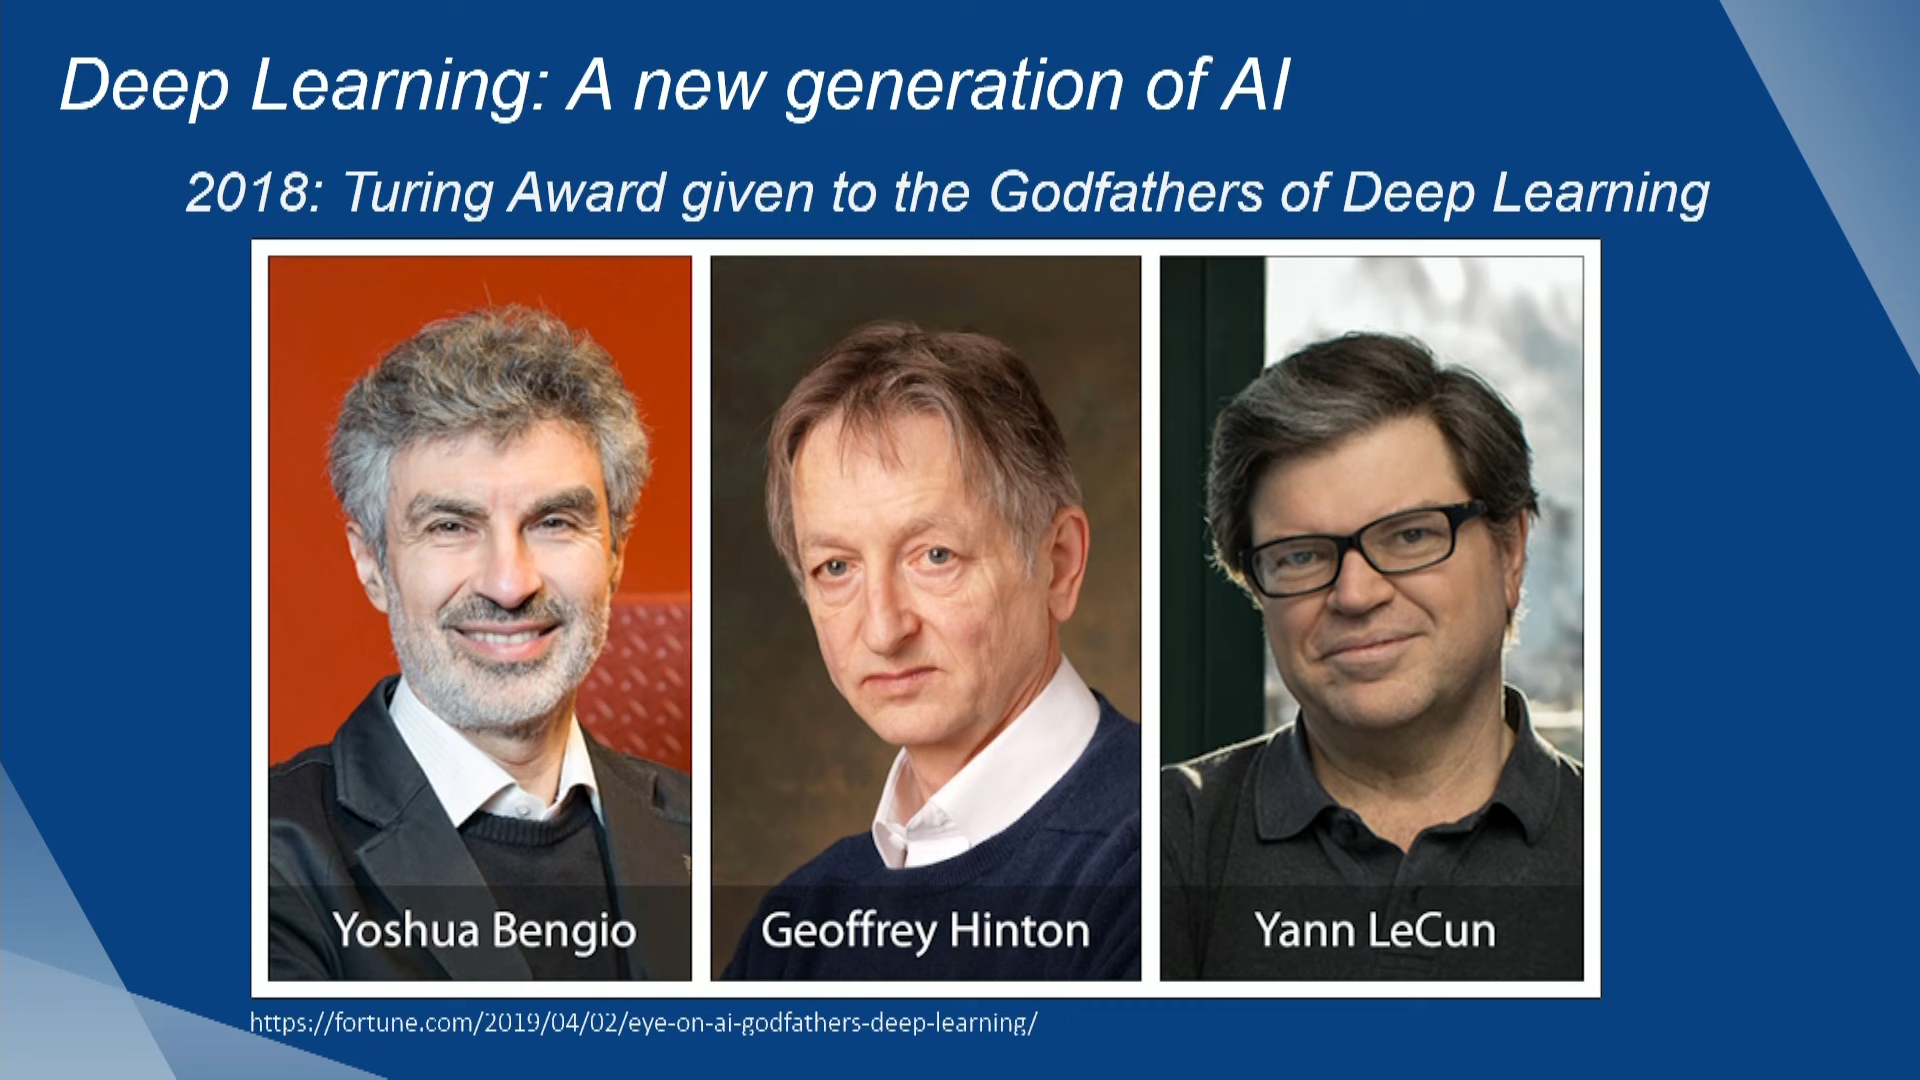 Deep Learning: A new generation of AI
2018: Turing Award given to the Godfathers of Deep Learning
Yoshua Bengio
Geoffrey Hinton
Yann LeCun
https://fortune.com/2019/04/02/eye-on-ai-godfathers-deep-learning/